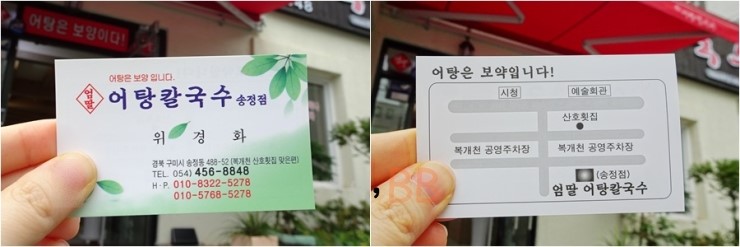 어탕은 보양이다!
어탕은 보양 입니다.
엄딸 어탕칼국수 송정점
위 경 화
경북 구미시 송정동 488-52 (복개천 산호횟집 맞은편)
TEL. 054) 456-8848
H·P. 010-8322-5278
010-5768-5278
어탕은 보약입니다!
시청 예술회관
산호횟집
복개천 공영주차장 복개천 공영주차장
(송정점)
엄딸 어탕칼국수